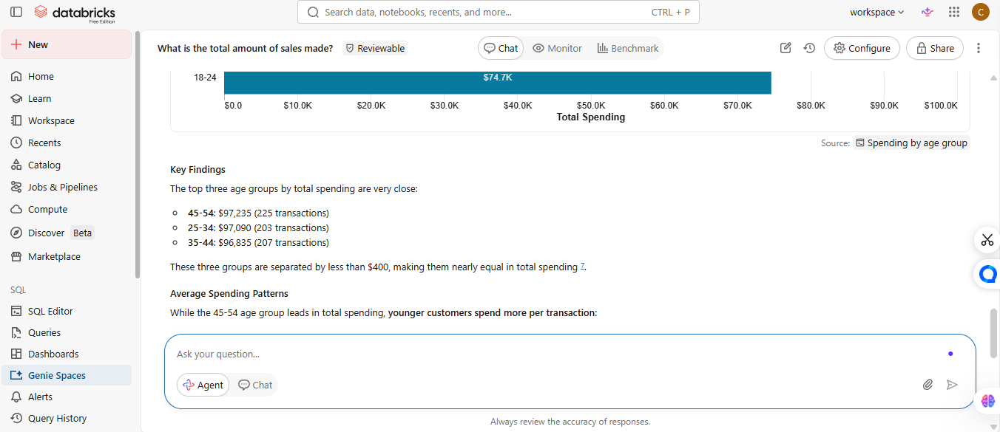 databricks
Free Edition
Search data, notebooks, recents, and more...
CTRL + P
workspace
C
New
Home
Learn
Workspace
Recents
Catalog
Jobs & Pipelines
Compute
Discover Beta
Marketplace
SQL
SQL Editor
Queries
Dashboards
Genie Spaces
Alerts
Query History
What is the total amount of sales made?
Reviewable
Chat
Monitor
Benchmark
Configure
Share
18-24
$74.7K
$0.0 $10.0K $20.0K $30.0K $40.0K $50.0K $60.0K $70.0K $80.0K $90.0K $100.0K
Total Spending
Source: Spending by age group
Key Findings
The top three age groups by total spending are very close:
45-54: $97,235 (225 transactions)
25-34: $97,090 (203 transactions)
35-44: $96,835 (207 transactions)
These three groups are separated by less than $400, making them nearly equal in total spending 7.
Average Spending Patterns
While the 45-54 age group leads in total spending, younger customers spend more per transaction:
Ask your question...
Agent
Chat
Always review the accuracy of responses.